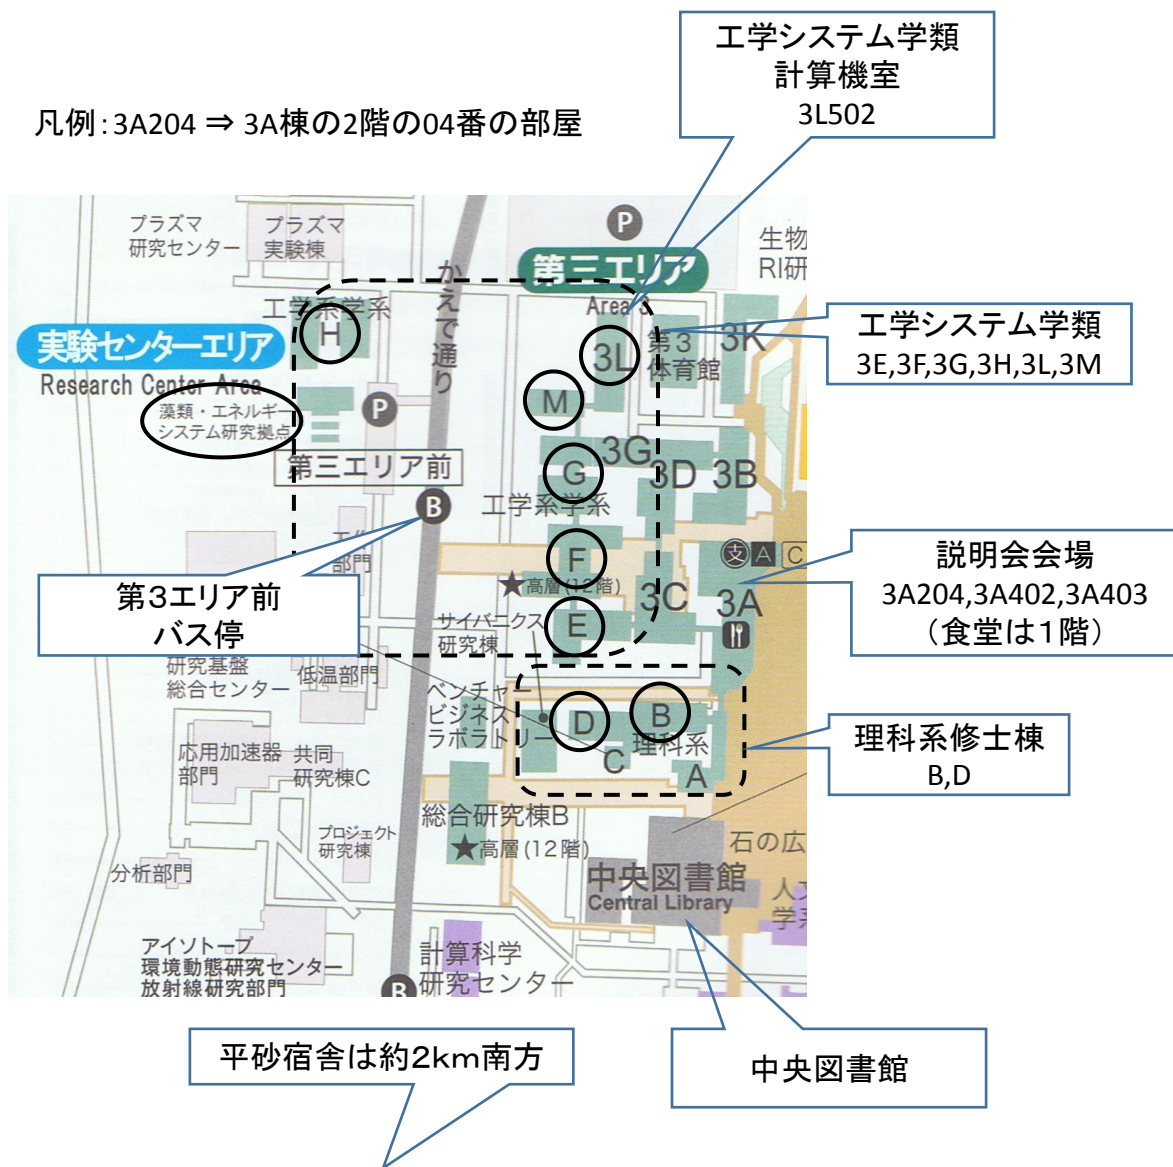 工学システム学類
計算機室
3L502
凡例：3A204 ⇒ 3A棟の2階の04番の部屋
プラズマ
研究センター
プラズマ
実験棟
P
生物
RI研
かえで通り
第三エリア
Area 3
工学系学系
H
実験センターエリア
Research Center Area
3L
第3
体育館
3K
工学システム学類
3E,3F,3G,3H,3L,3M
藻類・エネルギー
システム研究拠点
P
M
第三エリア前
G
3G
3D
3B
B
工学系学系
部門
F
支 A C
説明会会場
3A204,3A402,3A403
（食堂は１階）
第３エリア前
バス停
★高層(12階)
3C
3A
サイバニクス
研究棟
E
研究基盤
総合センター
低温部門
ベンチャー
ビジネス
ラボラトリー
D
B
理科系
C
A
理科系修士棟
B,D
応用加速器
部門
共同
研究棟C
総合研究棟B
★高層(12階)
プロジェクト
研究棟
石の広
分析部門
中央図書館
Central Library
人文
学系
アイソトープ
環境動態研究センター
放射線研究部門
計算科学
研究センター
B
平砂宿舎は約２km南方
中央図書館